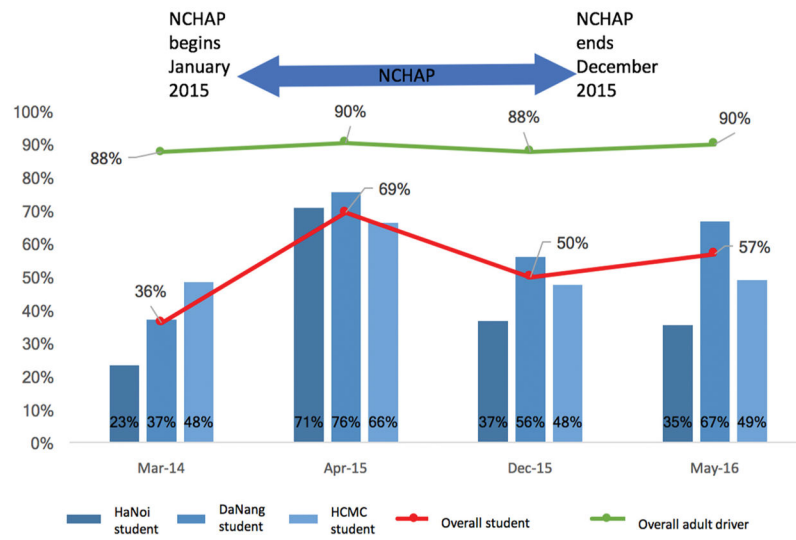 NCHAP
begins
January
2015
NCHAP
NCHAP
ends
December
2015
100%
90%
80%
70%
60%
50%
40%
30%
20%
10%
0%
88%
90%
88%
90%
36%
69%
50%
57%
23% 37% 48%
71% 76% 66%
37% 56% 48%
35% 67% 49%
Mar-14 Apr-15 Dec-15 May-16
HaNoi
student
DaNang
student
HCMC
student
Overall student
Overall adult driver